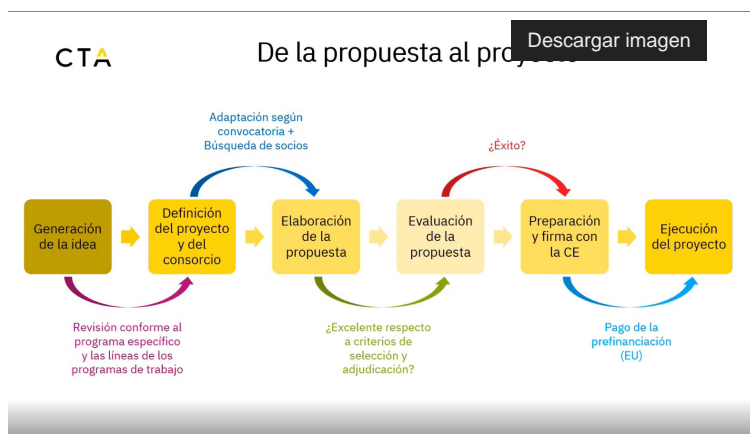 CTA
De la propuesta al proyecto
Descargar imagen
Adaptación según
convocatoria +
Búsqueda de socios
¿Éxito?
Generación
de la idea
Definición
del proyecto
y del
consorcio
Elaboración
de la
propuesta
Evaluación
de la
propuesta
Preparación
y firma con
la CE
Ejecución
del proyecto
Revisión conforme al
programa específico
y las líneas de los
programas de trabajo
¿Excelente respecto
a criterios de
selección y
adjudicación?
Pago de la
prefinanciación
(EU)